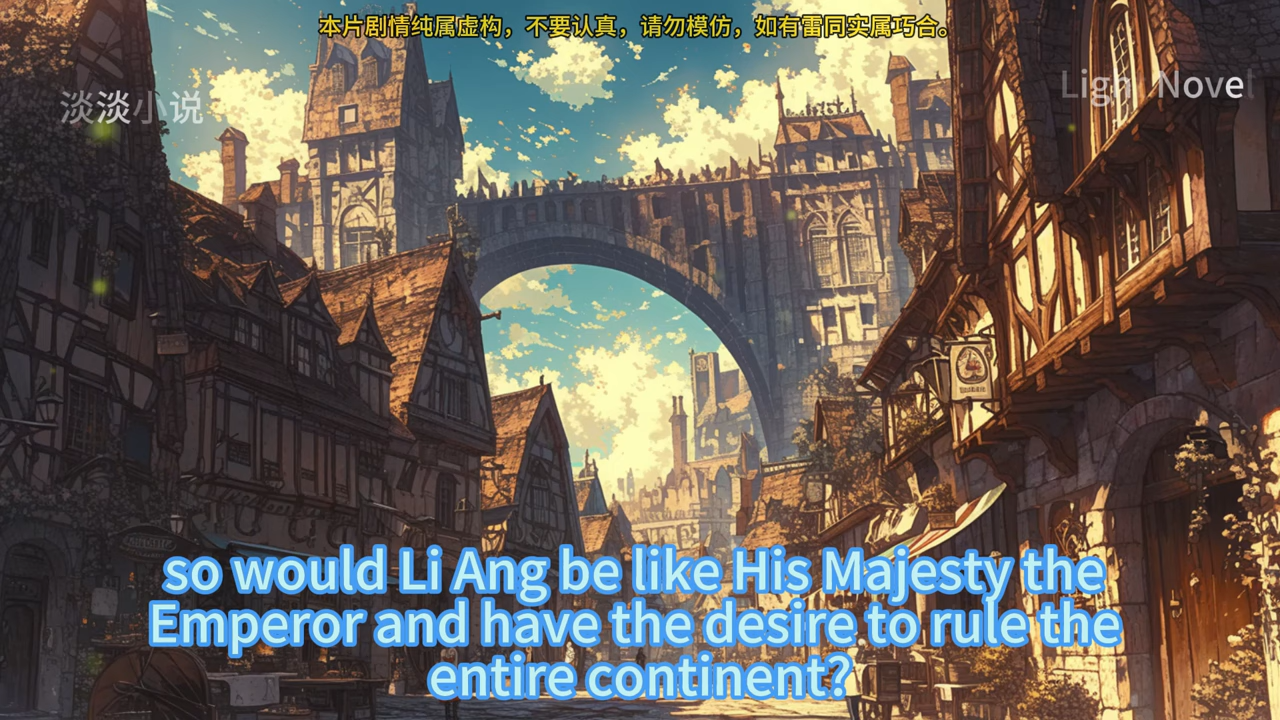 本片剧情纯属虚构，不要认真，请勿模仿，如有雷同实属巧合。
淡淡小说
Light Novel
so would Li Ang be like His Majesty the
Emperor and have the desire to rule the
entire continent?